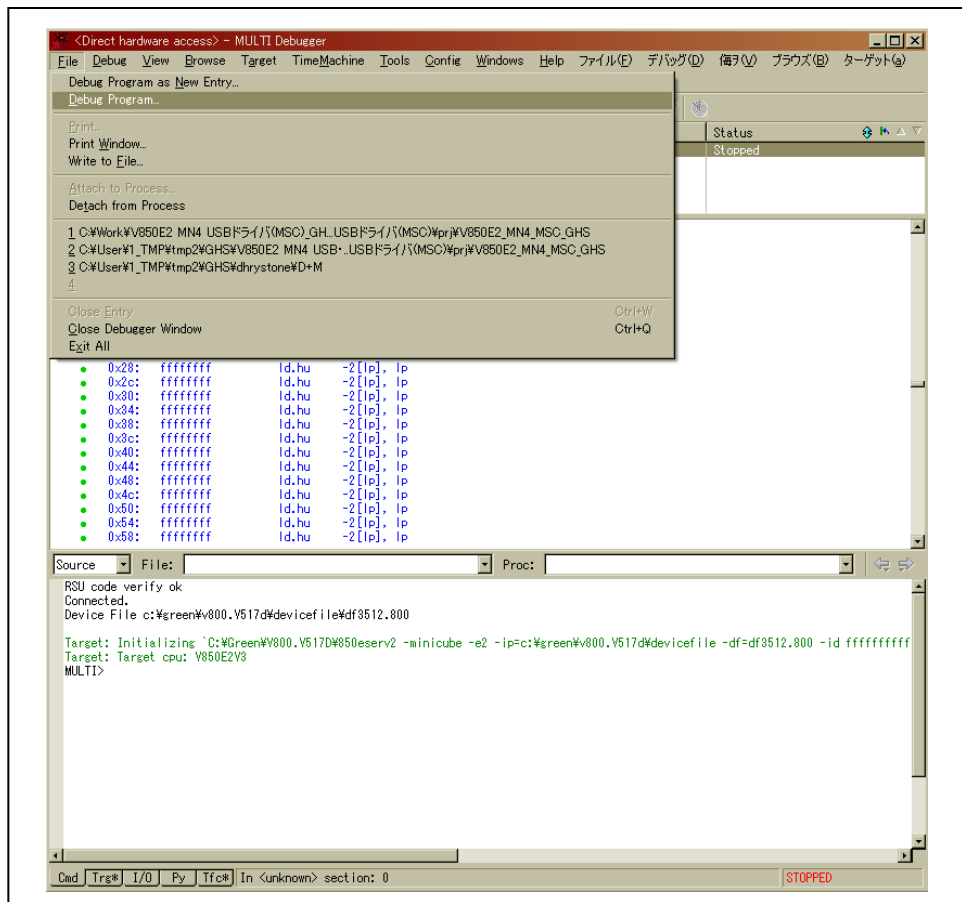 <Direct hardware access> - MULTI Debugger
File Debug View Browse Target TimeMachine Tools Config Windows Help ファイル(F) デバッグ(D) 侮ｦ(V) ブラウズ(B) ターゲット(g)
Debug Program as New Entry...
Debug Program...
Print...
Print Window...
Write to File...
Attach to Process...
Detach from Process
1 C:¥Work¥V850E2 MN4 USBドライバ(MSC)_GH...USBドライバ(MSC)¥prj¥V850E2_MN4_MSC_GHS
2 C:¥User¥1_TMP¥tmp2¥GHS¥V850E2 MN4 USB・..USBドライバ(MSC)¥prj¥V850E2_MN4_MSC_GHS
3 C:¥User¥1_TMP¥tmp2¥GHS¥dhrystone¥D+M
4
Close Entry Ctrl+W
Close Debugger Window Ctrl+Q
Exit All
Status
Stopped
0x28: ffffffff ld.hu -2[lp], lp
0x2c: ffffffff ld.hu -2[lp], lp
0x30: ffffffff ld.hu -2[lp], lp
0x34: ffffffff ld.hu -2[lp], lp
0x38: ffffffff ld.hu -2[lp], lp
0x3c: ffffffff ld.hu -2[lp], lp
0x40: ffffffff ld.hu -2[lp], lp
0x44: ffffffff ld.hu -2[lp], lp
0x48: ffffffff ld.hu -2[lp], lp
0x4c: ffffffff ld.hu -2[lp], lp
0x50: ffffffff ld.hu -2[lp], lp
0x54: ffffffff ld.hu -2[lp], lp
0x58: ffffffff ld.hu -2[lp], lp
Source File: Proc:
RSU code verify ok
Connected.
Device File c:¥green¥v800.V517d¥devicefile¥df3512.800
Target: Initializing `C:¥Green¥V800.V517D¥850eserv2 -minicube -e2 -ip=c:¥green¥v800.V517d¥devicefile -df=df3512.800 -id ffffffffff
Target: Target cpu: V850E2V3
MULTI>
Cmd Trg* I/O Py Tfc* In <unknown> section: 0 STOPPED